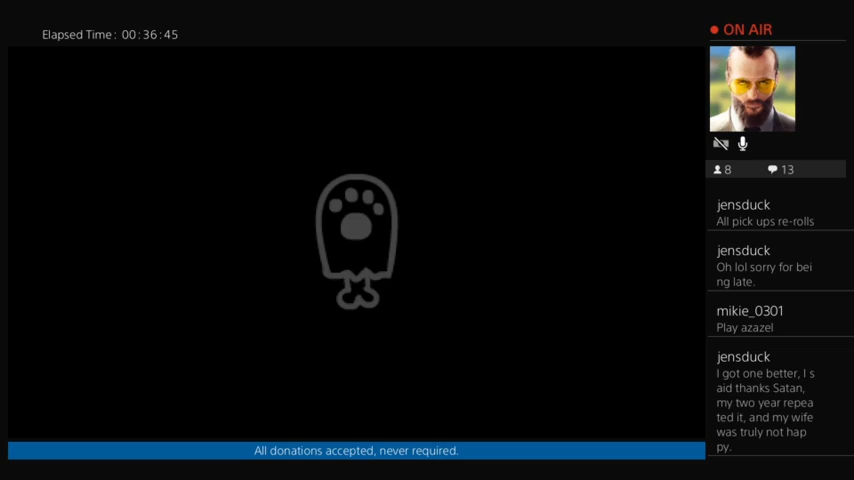 Elapsed Time: 00:36:45
ON AIR
8 13
jensduck
All pick ups re-rolls
jensduck
Oh lol sorry for bei
ng late.
mikie_0301
Play azazel
jensduck
I got one better, I s
aid thanks Satan,
my two year repea
ted it, and my wife
was truly not hap
py.
All donations accepted, never required.